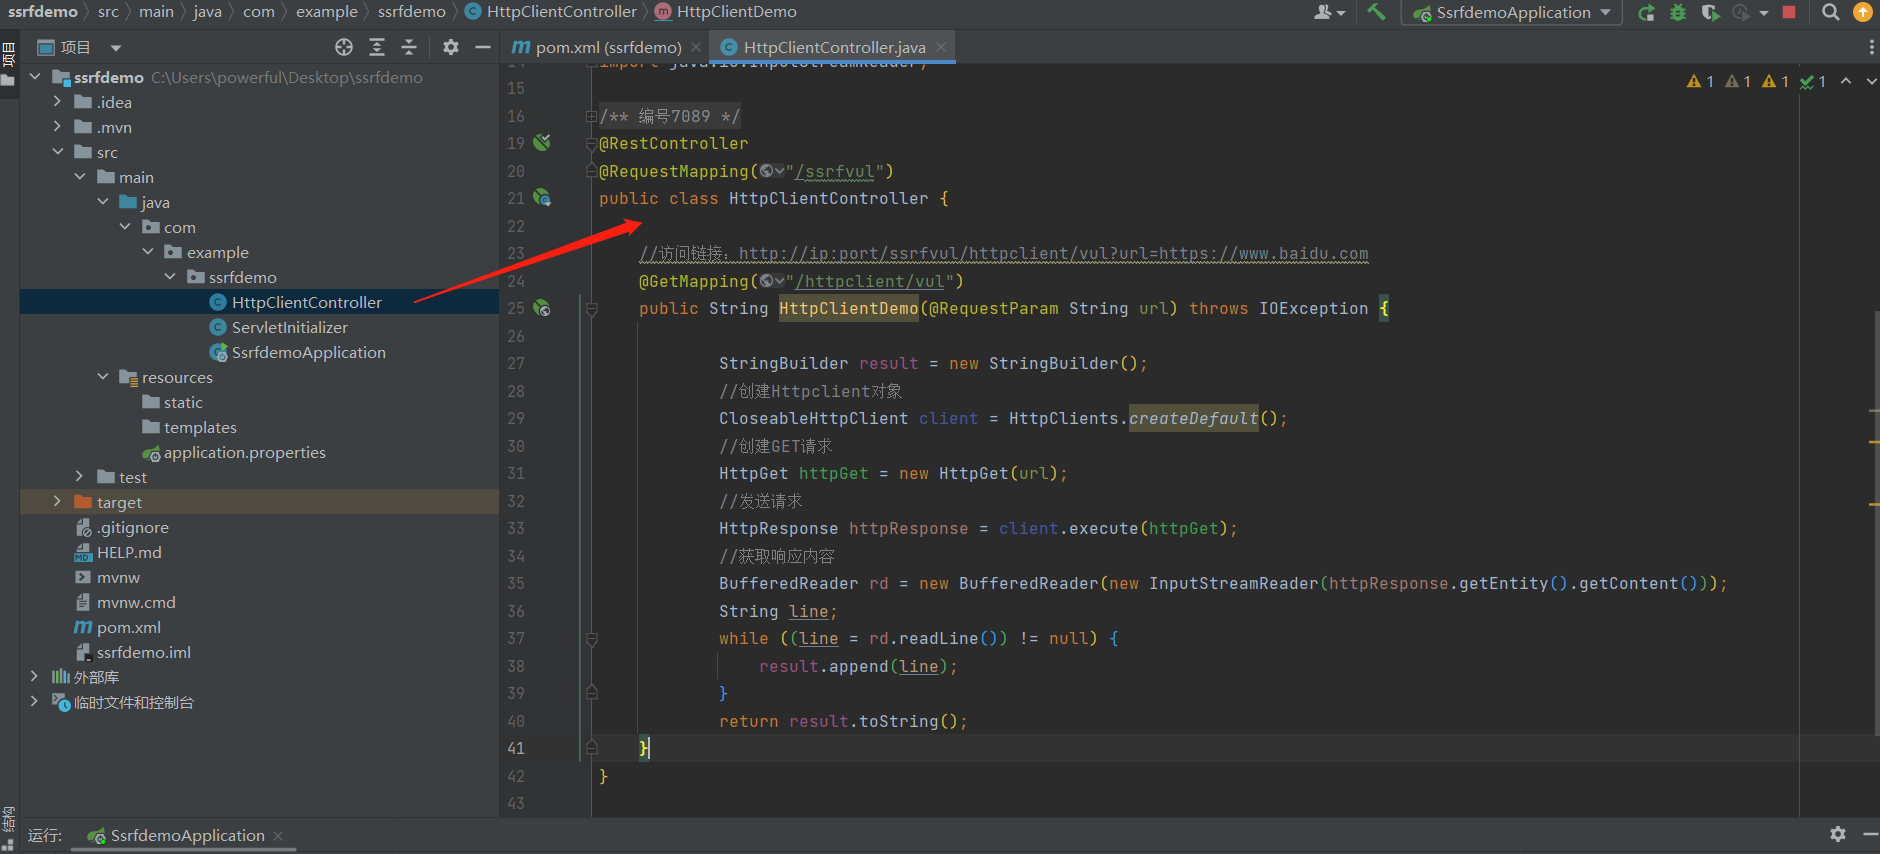 ssrfdemo > src > main > java > com > example > ssrfdemo > HttpClientController > HttpClientDemo
SsrfdemoApplication
项目
项目
pom.xml (ssrfdemo)
HttpClientController.java
ssrfdemo C:\Users\powerful\Desktop\ssrfdemo
.idea
.mvn
src
main
java
com
example
ssrfdemo
HttpClientController
ServletInitializer
SsrfdemoApplication
resources
static
templates
application.properties
test
target
.gitignore
HELP.md
mvnw
mvnw.cmd
pom.xml
ssrfdemo.iml
外部库
临时文件和控制台
结构
1 1 1 1
14 import java.io.InputStreamReader;
15
16 /** 编号7089 */
19 @RestController
20 @RequestMapping("/ssrfvul")
21 public class HttpClientController {
22
23 //访问链接：http://ip:port/ssrfvul/httpclient/vul?url=https://www.baidu.com
24 @GetMapping("/httpclient/vul")
25 public String HttpClientDemo(@RequestParam String url) throws IOException {
26
27 StringBuilder result = new StringBuilder();
28 //创建Httpclient对象
29 CloseableHttpClient client = HttpClients.createDefault();
30 //创建GET请求
31 HttpGet httpGet = new HttpGet(url);
32 //发送请求
33 HttpResponse httpResponse = client.execute(httpGet);
34 //获取响应内容
35 BufferedReader rd = new BufferedReader(new InputStreamReader(httpResponse.getEntity().getContent()));
36 String line;
37 while ((line = rd.readLine()) != null) {
38 result.append(line);
39 }
40 return result.toString();
41 }
42 }
43
运行: SsrfdemoApplication